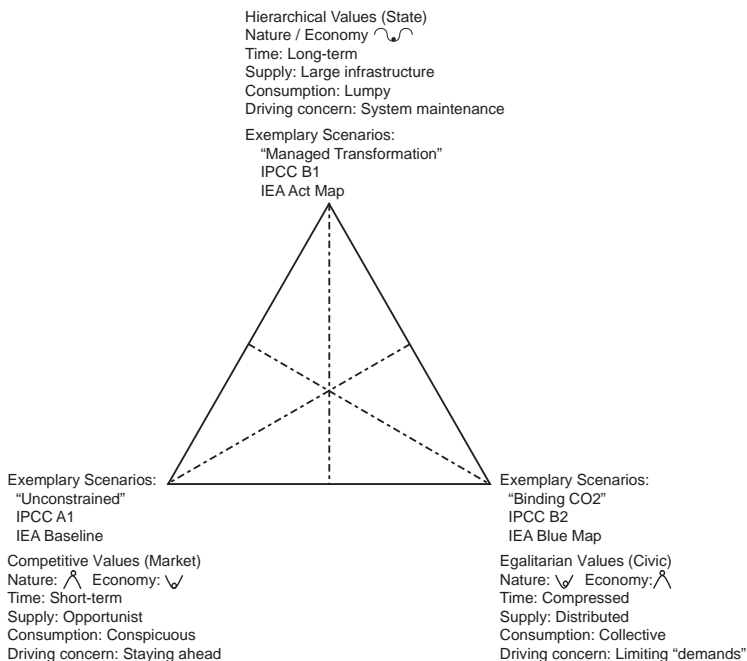 Hierarchical Values (State)
Nature / Economy
Time: Long-term
Supply: Large infrastructure
Consumption: Lumpy
Driving concern: System maintenance
Exemplary Scenarios:
“Managed Transformation”
IPCC B1
IEA Act Map
Exemplary Scenarios:
“Unconstrained”
IPCC A1
IEA Baseline
Competitive Values (Market)
Nature: Economy:
Time: Short-term
Supply: Opportunist
Consumption: Conspicuous
Driving concern: Staying ahead
Exemplary Scenarios:
“Binding CO2”
IPCC B2
IEA Blue Map
Egalitarian Values (Civic)
Nature: Economy:
Time: Compressed
Supply: Distributed
Consumption: Collective
Driving concern: Limiting “demands”